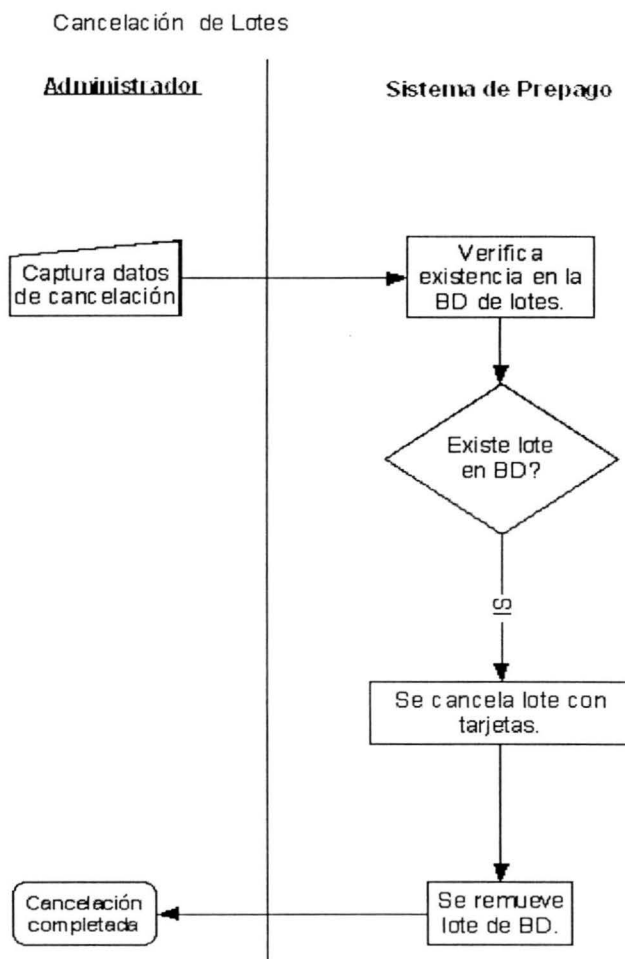 Cancelación de Lotes
Administrador
Sistema de Prepago
Captura datos
de cancelación
Verifica
existencia en la
BD de lotes.
Existe lote
en BD?
SI
Se cancela lote con
tarjetas.
Se remueve
lote de BD.
Cancelación
completada